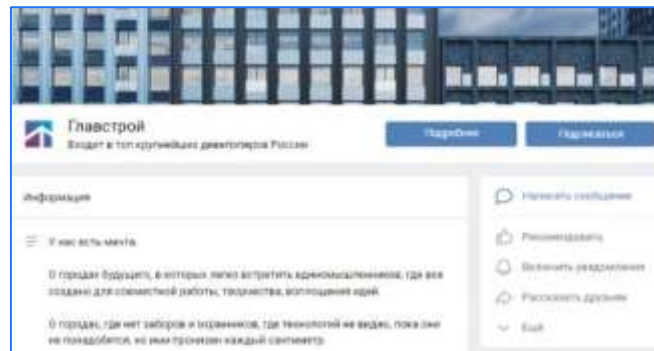 Главстрой
Входит в топ крупнейших девелоперов России
Подробнее
Подписаться
Информация
Написать сообщение
У нас есть мечта.
Рекомендовать
Включить уведомления
О городах будущего, в которых легко встретить единомышленников, где все
создано для совместной работы, творчества, воплощения идей.
Рассказать друзьям
О городах, где нет заборов и охранников, где технологий не видно, пока они
не понадобятся, но ими пронизан каждый сантиметр.
Ещё